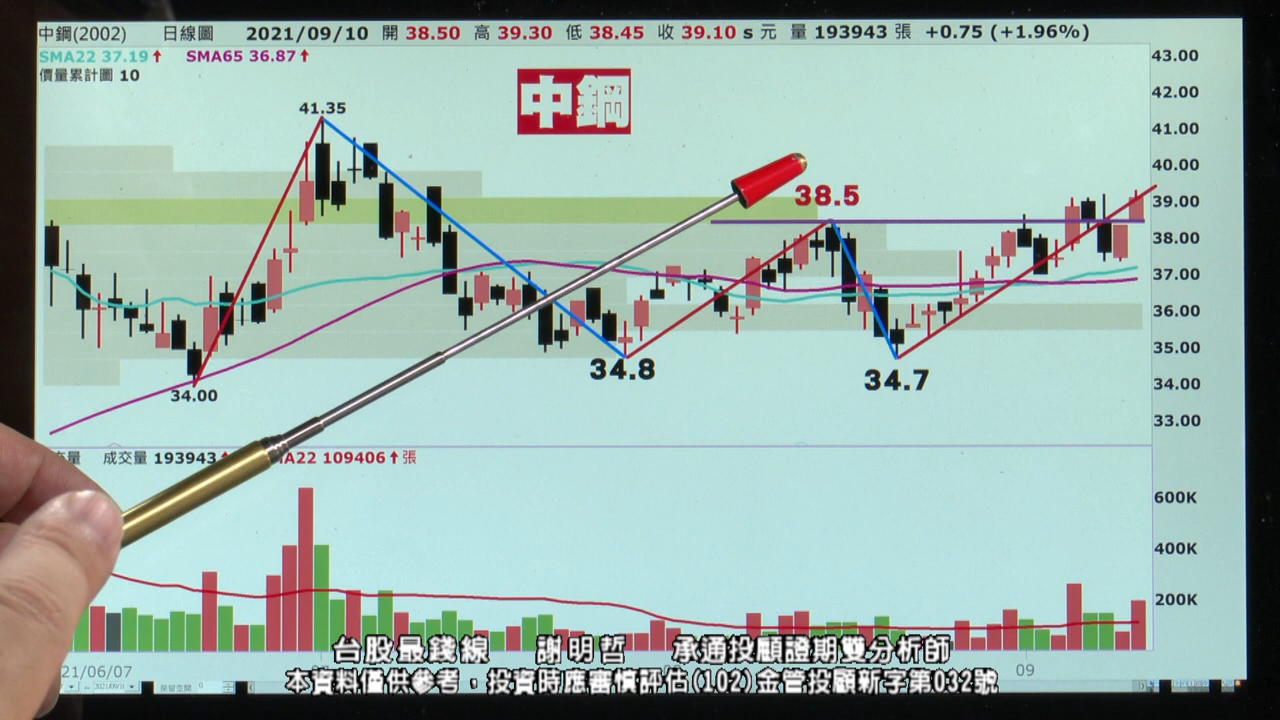 中鋼(2002) 日線圖 2021/09/10 開 38.50 高 39.30 低 38.45 收 39.10 s 元 量 193943 張 +0.75 (+1.96%)
SMA22 37.19↑ SMA65 36.87↑
價量累計圖 10
中鋼
43.00
42.00
41.00
40.00
39.00
38.00
37.00
36.00
35.00
34.00
33.00
41.35
38.5
34.8
34.7
34.00
量 成交量 193943↑ A22 109406↑張
600K
400K
200K
21/06/07 09
台股最錢線 謝明哲 承通投顧證期雙分析師
本資料僅供參考，投資時應審慎評估(102)金管投顧新字第032號